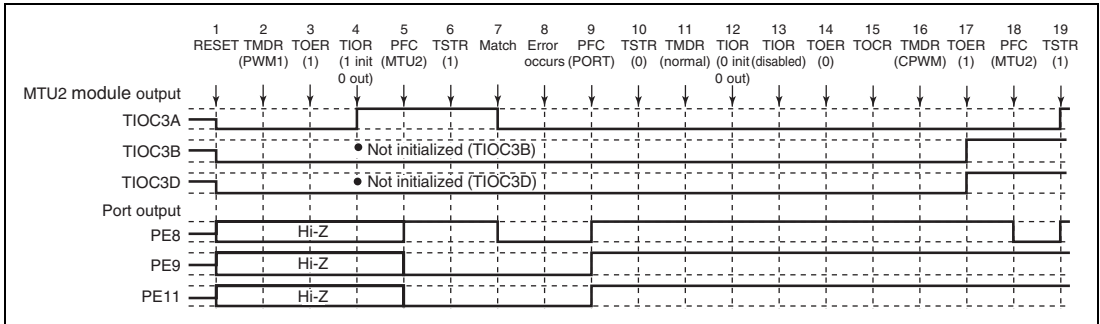 1 2 3 4 5 6 7 8 9 10 11 12 13 14 15 16 17 18 19
RESET TMDR TOER TIOR PFC TSTR Match Error PFC TSTR TMDR TIOR TIOR TOER TOCR TMDR TOER PFC TSTR
(PWM1) (1) (1 init (MTU2) (1) occurs (PORT) (0) (normal) (0 init (disabled) (0) (CPWM) (1) (MTU2) (1)
0 out) 0 out)
MTU2 module output
TIOC3A
TIOC3B • Not initialized (TIOC3B)
TIOC3D • Not initialized (TIOC3D)
Port output
PE8 Hi-Z
PE9 Hi-Z
PE11 Hi-Z